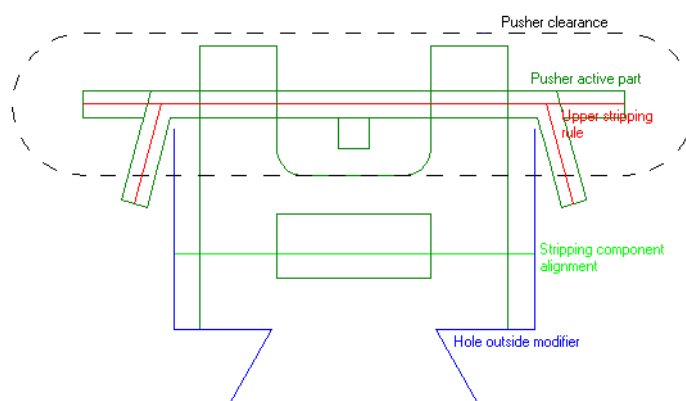 Pusher clearance
Pusher active part
Upper stripping
rule
Stripping component
alignment
Hole outside modifier